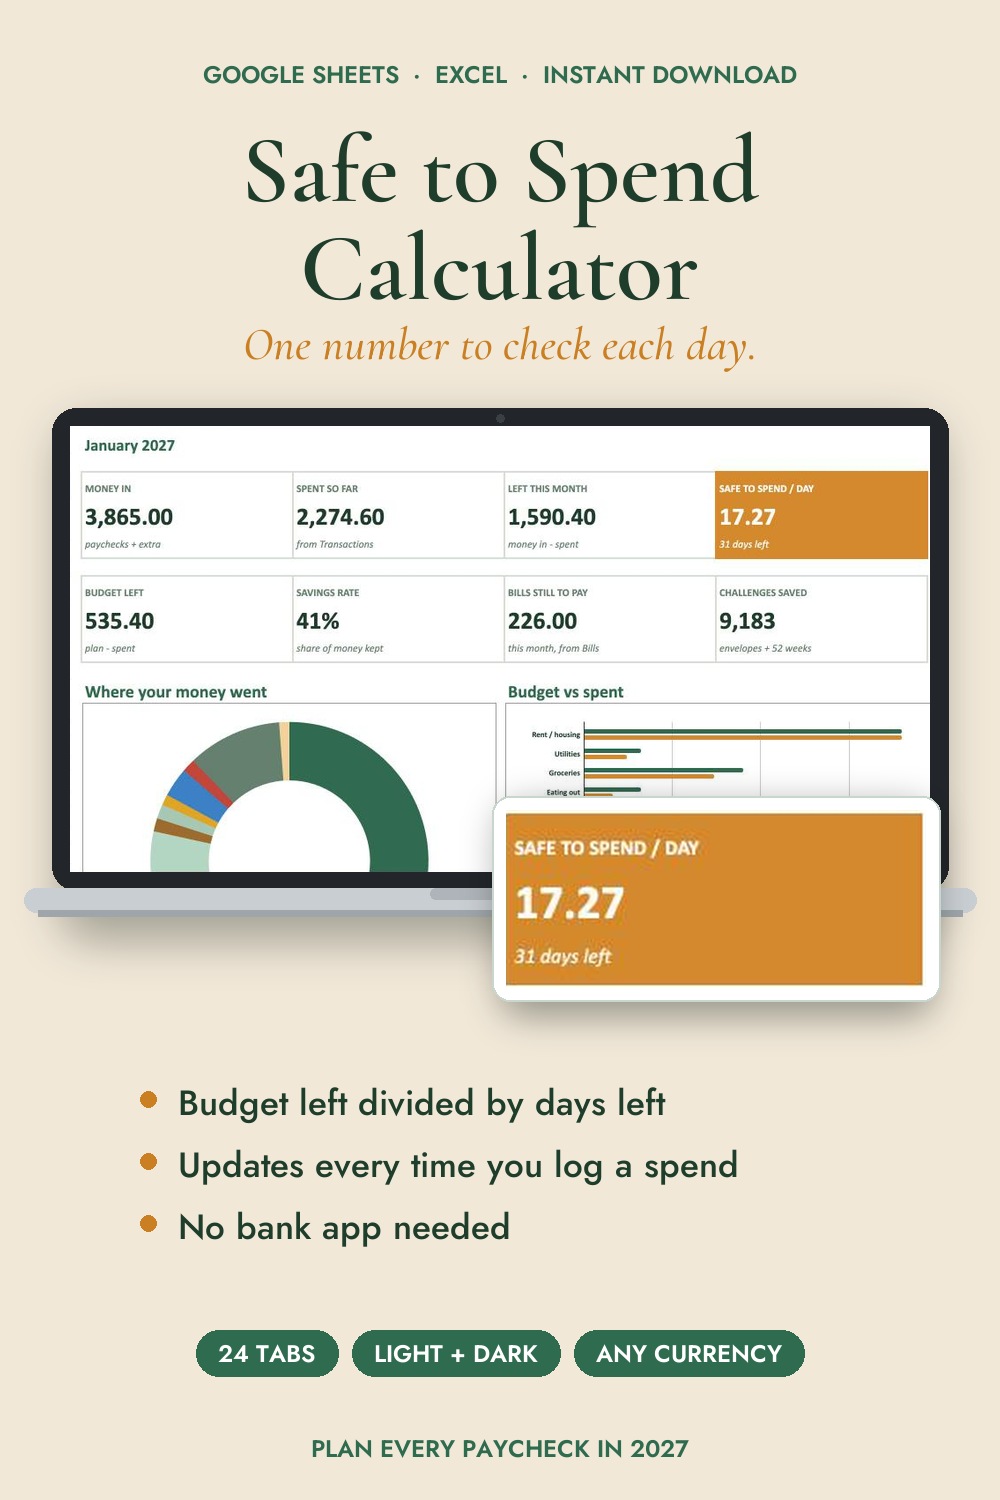 GOOGLE SHEETS · EXCEL · INSTANT DOWNLOAD
Safe to Spend
Calculator
One number to check each day.
January 2027
MONEY IN
3,865.00
paychecks + extra
SPENT SO FAR
2,274.60
from Transactions
LEFT THIS MONTH
1,590.40
money in - spent
SAFE TO SPEND / DAY
17.27
31 days left
BUDGET LEFT
535.40
plan - spent
SAVINGS RATE
41%
share of money kept
BILLS STILL TO PAY
226.00
this month, from Bills
CHALLENGES SAVED
9,183
envelopes + 52 weeks
Where your money went
Budget vs spent
Rent / housing
Utilities
Groceries
Eating out
SAFE TO SPEND / DAY
17.27
31 days left
Budget left divided by days left
Updates every time you log a spend
No bank app needed
24 TABS
LIGHT + DARK
ANY CURRENCY
PLAN EVERY PAYCHECK IN 2027